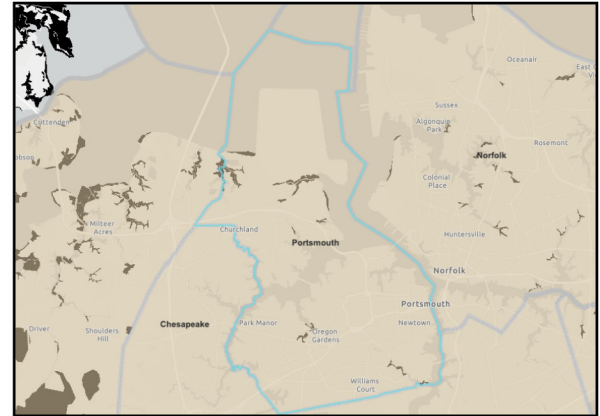 Oceanair
East
Sussex
Cottenden
Algonquin
Park
Rosemont
Norfolk
Colonial
Place
Milteer
Acres
Churchland
Huntersville
Portsmouth
Norfolk
Portsmouth
Driver
Shoulders
Hill
Chesapeake
Park Manor
Oregon
Gardens
Newtown
Williams
Court